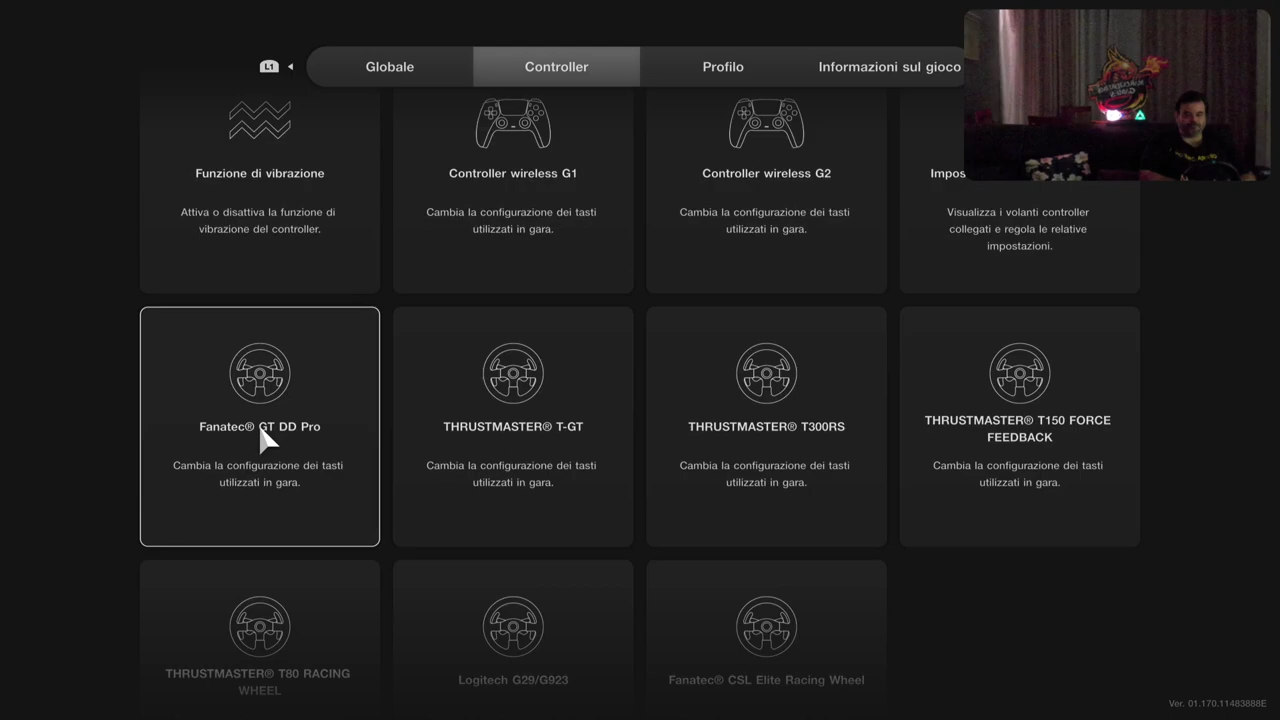 L1
Globale
Controller
Profilo
Informazioni sul gioco
Funzione di vibrazione
Attiva o disattiva la funzione di
vibrazione del controller.
Controller wireless G1
Cambia la configurazione dei tasti
utilizzati in gara.
Controller wireless G2
Cambia la configurazione dei tasti
utilizzati in gara.
Impos
Visualizza i volanti controller
collegati e regola le relative
impostazioni.
Fanatec® GT DD Pro
Cambia la configurazione dei tasti
utilizzati in gara.
THRUSTMASTER® T-GT
Cambia la configurazione dei tasti
utilizzati in gara.
THRUSTMASTER® T300RS
Cambia la configurazione dei tasti
utilizzati in gara.
THRUSTMASTER® T150 FORCE
FEEDBACK
Cambia la configurazione dei tasti
utilizzati in gara.
THRUSTMASTER® T80 RACING
WHEEL
Logitech G29/G923
Fanatec® CSL Elite Racing Wheel
Ver. 01.170.11483888E